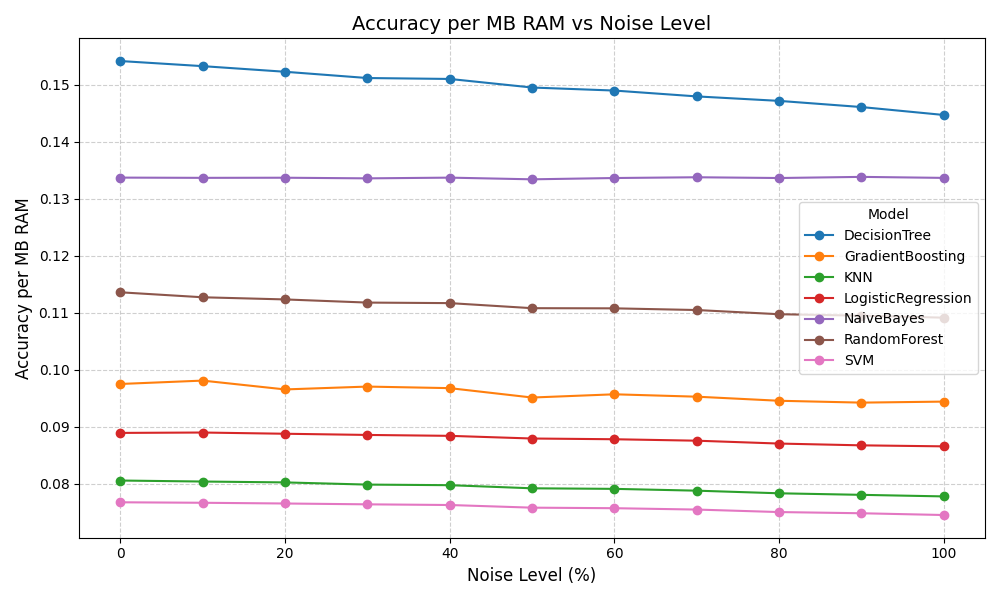 Accuracy per MB RAM vs Noise Level
Accuracy per MB RAM
0.15
0.14
0.13
0.12
0.11
0.10
0.09
0.08
Model
DecisionTree
GradientBoosting
KNN
LogisticRegression
NaiveBayes
RandomForest
SVM
0 20 40 60 80 100
Noise Level (%)